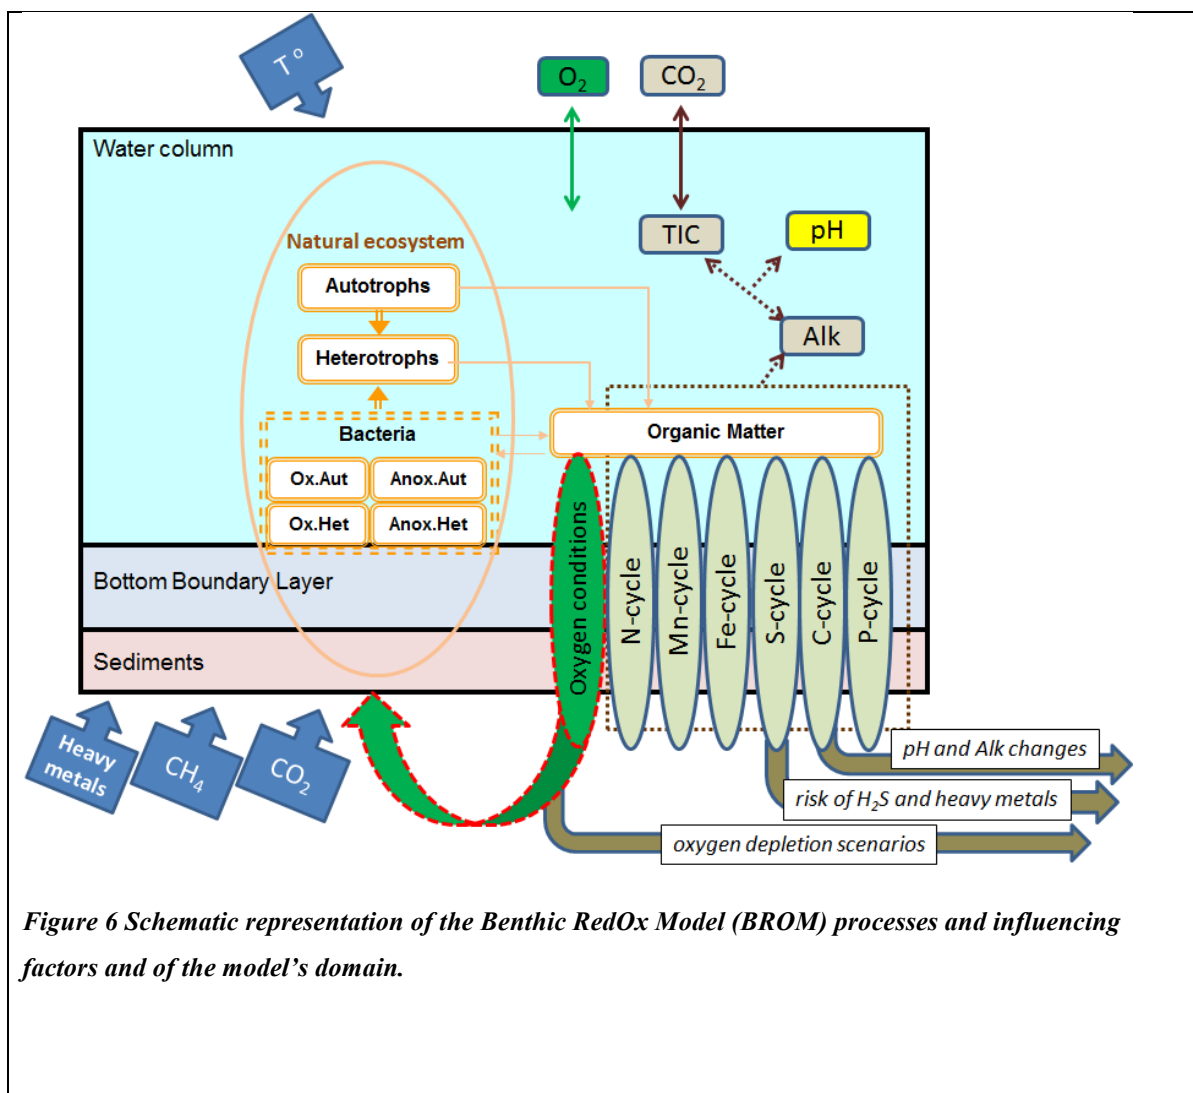 T°
O₂
CO₂
Water column
Natural ecosystem
TIC
pH
Autotrophs
Alk
Heterotrophs
Bacteria
Organic Matter
Ox.Aut
Anox.Aut
Ox.Het
Anox.Het
Bottom Boundary Layer
Sediments
Oxygen conditions
N-cycle
Mn-cycle
Fe-cycle
S-cycle
C-cycle
P-cycle
Heavy
metals
CH₄
CO₂
pH and Alk changes
risk of H₂S and heavy metals
oxygen depletion scenarios
Figure 6 Schematic representation of the Benthic RedOx Model (BROM) processes and influencing
factors and of the model's domain.